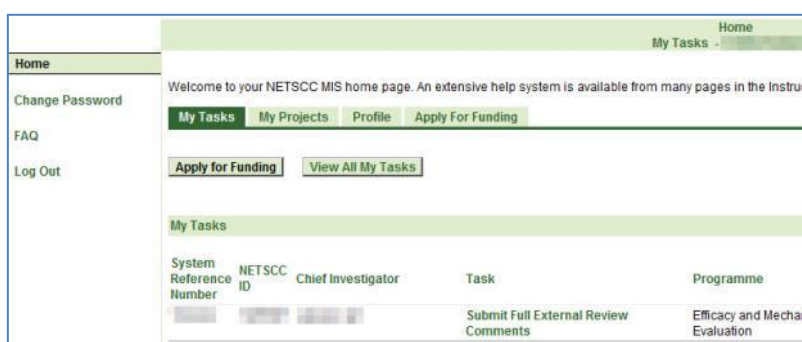 Home
My Tasks -
Home
Change Password
FAQ
Log Out
Welcome to your NETSCC MIS home page. An extensive help system is available from many pages in the
My Tasks My Projects Profile Apply For Funding
Apply for Funding View All My Tasks
My Tasks
System
Reference
Number
NETSCC
ID
Chief Investigator
Task
Programme
Submit Full External Review
Comments
Efficacy and
Evaluation